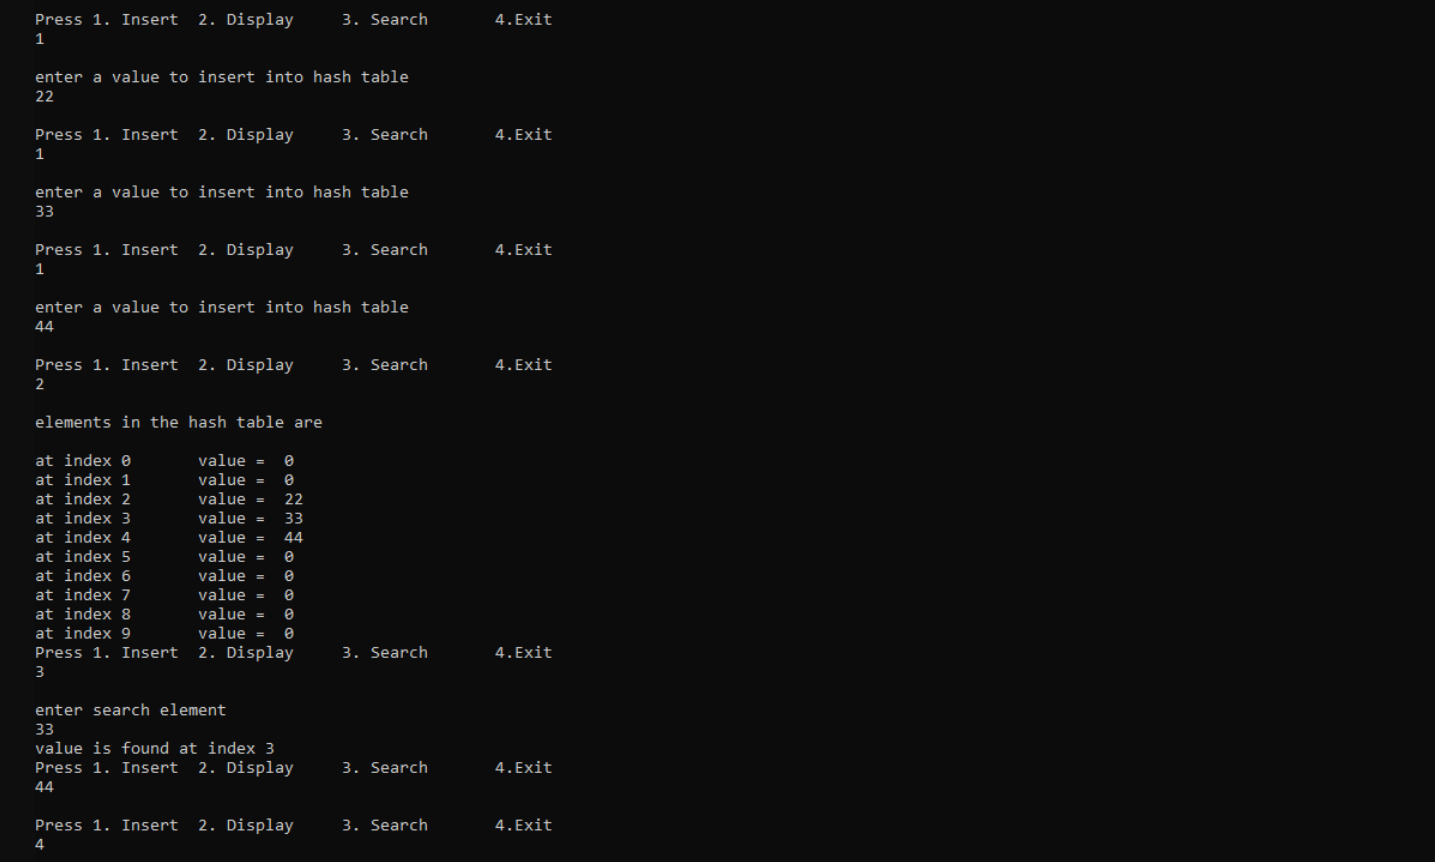 Press 1. Insert  2. Display     3. Search       4.Exit
1
enter a value to insert into hash table
22
Press 1. Insert  2. Display     3. Search       4.Exit
1
enter a value to insert into hash table
33
Press 1. Insert  2. Display     3. Search       4.Exit
1
enter a value to insert into hash table
44
Press 1. Insert  2. Display     3. Search       4.Exit
2
elements in the hash table are
at index 0       value =  0
at index 1       value =  0
at index 2       value =  22
at index 3       value =  33
at index 4       value =  44
at index 5       value =  0
at index 6       value =  0
at index 7       value =  0
at index 8       value =  0
at index 9       value =  0
Press 1. Insert  2. Display     3. Search       4.Exit
3
enter search element
33
value is found at index 3
Press 1. Insert  2. Display     3. Search       4.Exit
44
Press 1. Insert  2. Display     3. Search       4.Exit
4